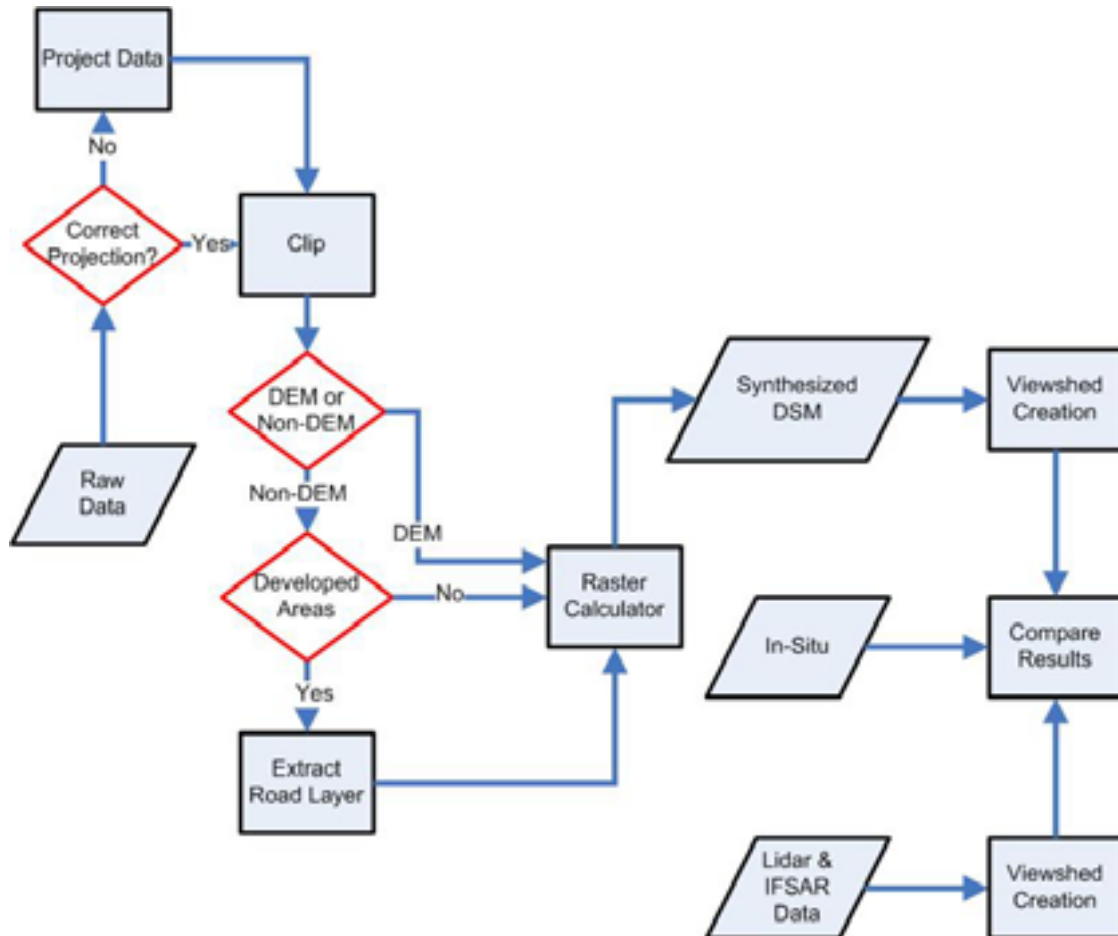 Project Data
No
Correct
Projection?
Yes
Clip
Raw
Data
DEM or
Non-DEM
Non-DEM
DEM
Developed
Areas
No
Yes
Extract
Road Layer
Raster
Calculator
Synthesized
DSM
Viewshed
Creation
In-Situ
Compare
Results
Lidar &
IFSAR
Data
Viewshed
Creation